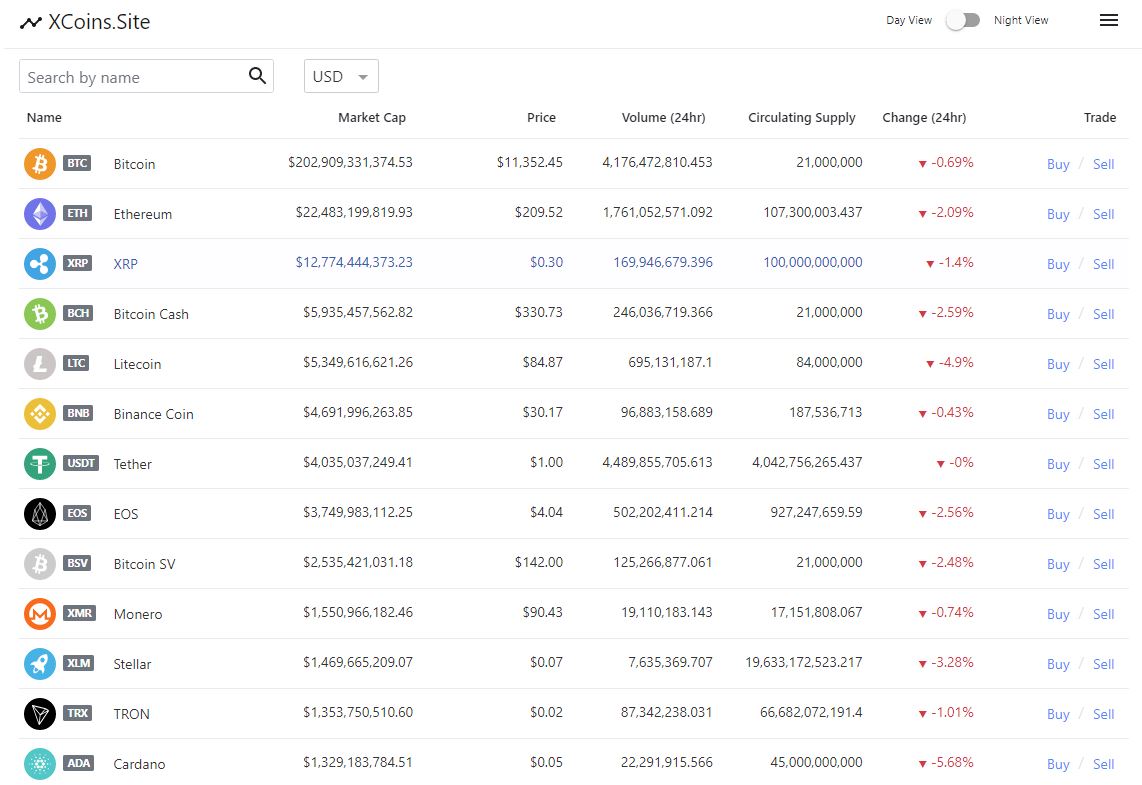 XCoins.Site Day View Night View
Search by name USD
Name Market Cap Price Volume (24hr) Circulating Supply Change (24hr) Trade
BTC Bitcoin $202,909,331,374.53 $11,352.45 4,176,472,810.453 21,000,000 ▼ -0.69% Buy / Sell
ETH Ethereum $22,483,199,819.93 $209.52 1,761,052,571.092 107,300,003.437 ▼ -2.09% Buy / Sell
XRP XRP $12,774,444,373.23 $0.30 169,946,679.396 100,000,000,000 ▼ -1.4% Buy / Sell
BCH Bitcoin Cash $5,935,457,562.82 $330.73 246,036,719.366 21,000,000 ▼ -2.59% Buy / Sell
LTC Litecoin $5,349,616,621.26 $84.87 695,131,187.1 84,000,000 ▼ -4.9% Buy / Sell
BNB Binance Coin $4,691,996,263.85 $30.17 96,883,158.689 187,536,713 ▼ -0.43% Buy / Sell
USDT Tether $4,035,037,249.41 $1.00 4,489,855,705.613 4,042,756,265.437 ▼ -0% Buy / Sell
EOS EOS $3,749,983,112.25 $4.04 502,202,411.214 927,247,659.59 ▼ -2.56% Buy / Sell
BSV Bitcoin SV $2,535,421,031.18 $142.00 125,266,877.061 21,000,000 ▼ -2.48% Buy / Sell
XMR Monero $1,550,966,182.46 $90.43 19,110,183.143 17,151,808.067 ▼ -0.74% Buy / Sell
XLM Stellar $1,469,665,209.07 $0.07 7,635,369.707 19,633,172,523.217 ▼ -3.28% Buy / Sell
TRX TRON $1,353,750,510.60 $0.02 87,342,238.031 66,682,072,191.4 ▼ -1.01% Buy / Sell
ADA Cardano $1,329,183,784.51 $0.05 22,291,915.566 45,000,000,000 ▼ -5.68% Buy / Sell